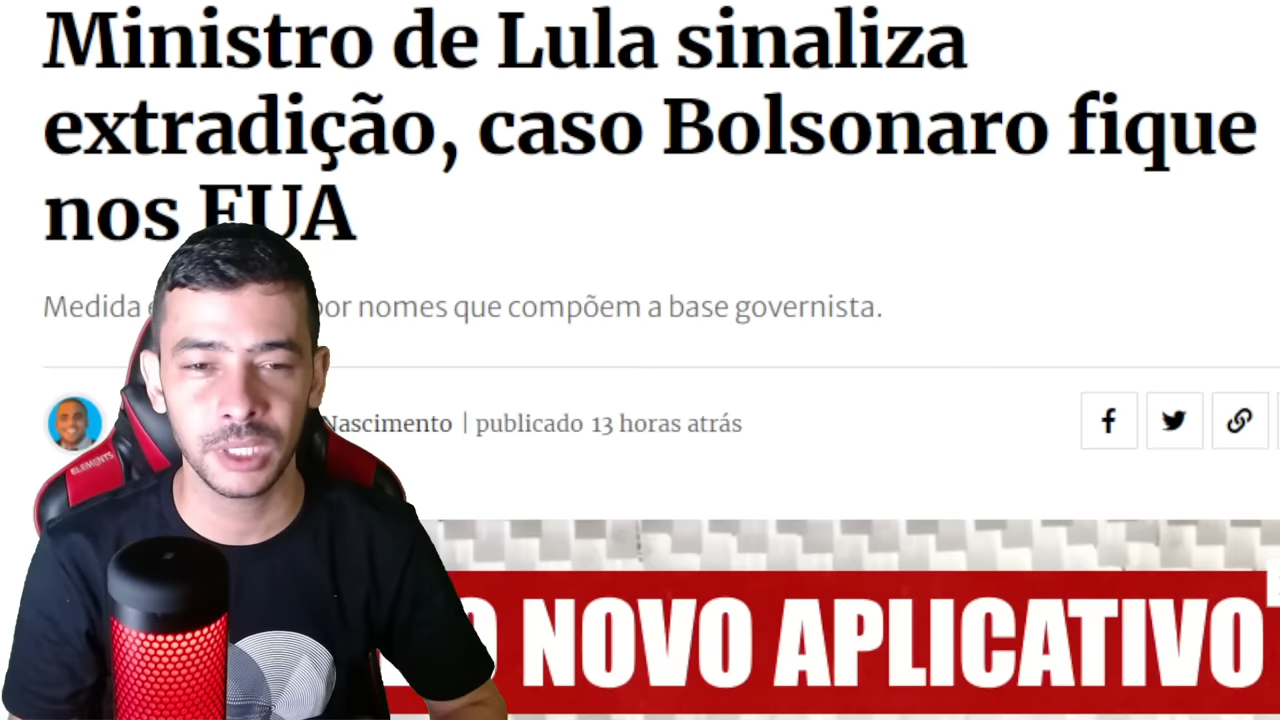 Ministro de Lula sinaliza
extradição, caso Bolsonaro fique
nos EUA
Medida por nomes que compõem a base governista.
Nascimento | publicado 13 horas atrás
ELEMENTS
NOVO APLICATIVO